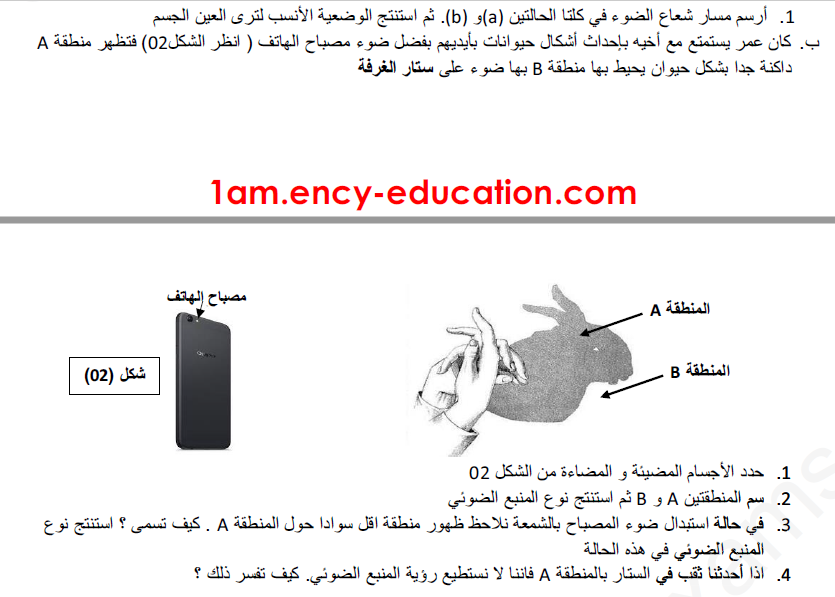 1. أرسم مسار شعاع الضوء في كلتا الحالتين (a)و (b). ثم استنتج الوضعية الأنسب لترى العين الجسم
ب. كان عمر يستمتع مع أخيه بإحداث أشكال حيوانات بأيديهم بفضل ضوء مصباح الهاتف ( انظر الشكل02) فتظهر منطقة A
داكنة جدا بشكل حيوان يحيط بها منطقة B بها ضوء على ستار الغرفة
1am.ency-education.com
مصباح الهاتف
المنطقة A
المنطقة B
شكل (02)
1. حدد الأجسام المضيئة و المضاءة من الشكل 02
2. سم المنطقتين A و B ثم استنتج نوع المنبع الضوئي
3. في حالة استبدال ضوء المصباح بالشمعة نلاحظ ظهور منطقة اقل سوادا حول المنطقة A . كيف تسمى ؟ استنتج نوع
المنبع الضوئي في هذه الحالة
4. اذا أحدثنا ثقب في الستار بالمنطقة A فاننا لا نستطيع رؤية المنبع الضوئي. كيف تفسر ذلك ؟